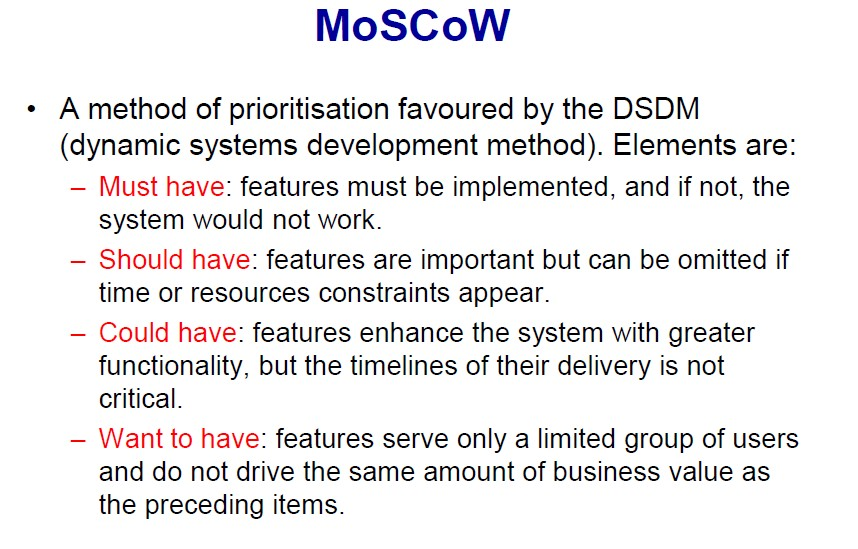 MoSCoW
• A method of prioritisation favoured by the DSDM
(dynamic systems development method). Elements are:
– Must have: features must be implemented, and if not, the
system would not work.
– Should have: features are important but can be omitted if
time or resources constraints appear.
– Could have: features enhance the system with greater
functionality, but the timelines of their delivery is not
critical.
– Want to have: features serve only a limited group of users
and do not drive the same amount of business value as
the preceding items.